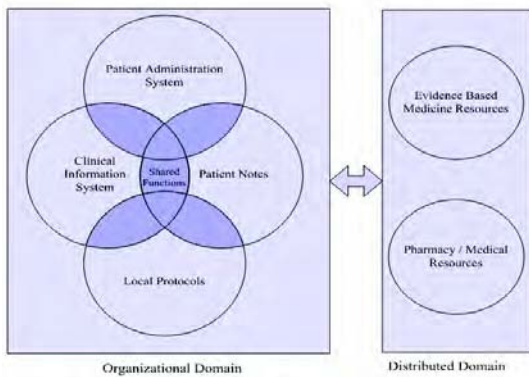 Patient Administration
System
Clinical
Information
System
Shared
Functions
Patient Notes
Local Protocols
Organizational Domain
Evidence Based
Medicine Resources
Pharmacy / Medical
Resources
Distributed Domain